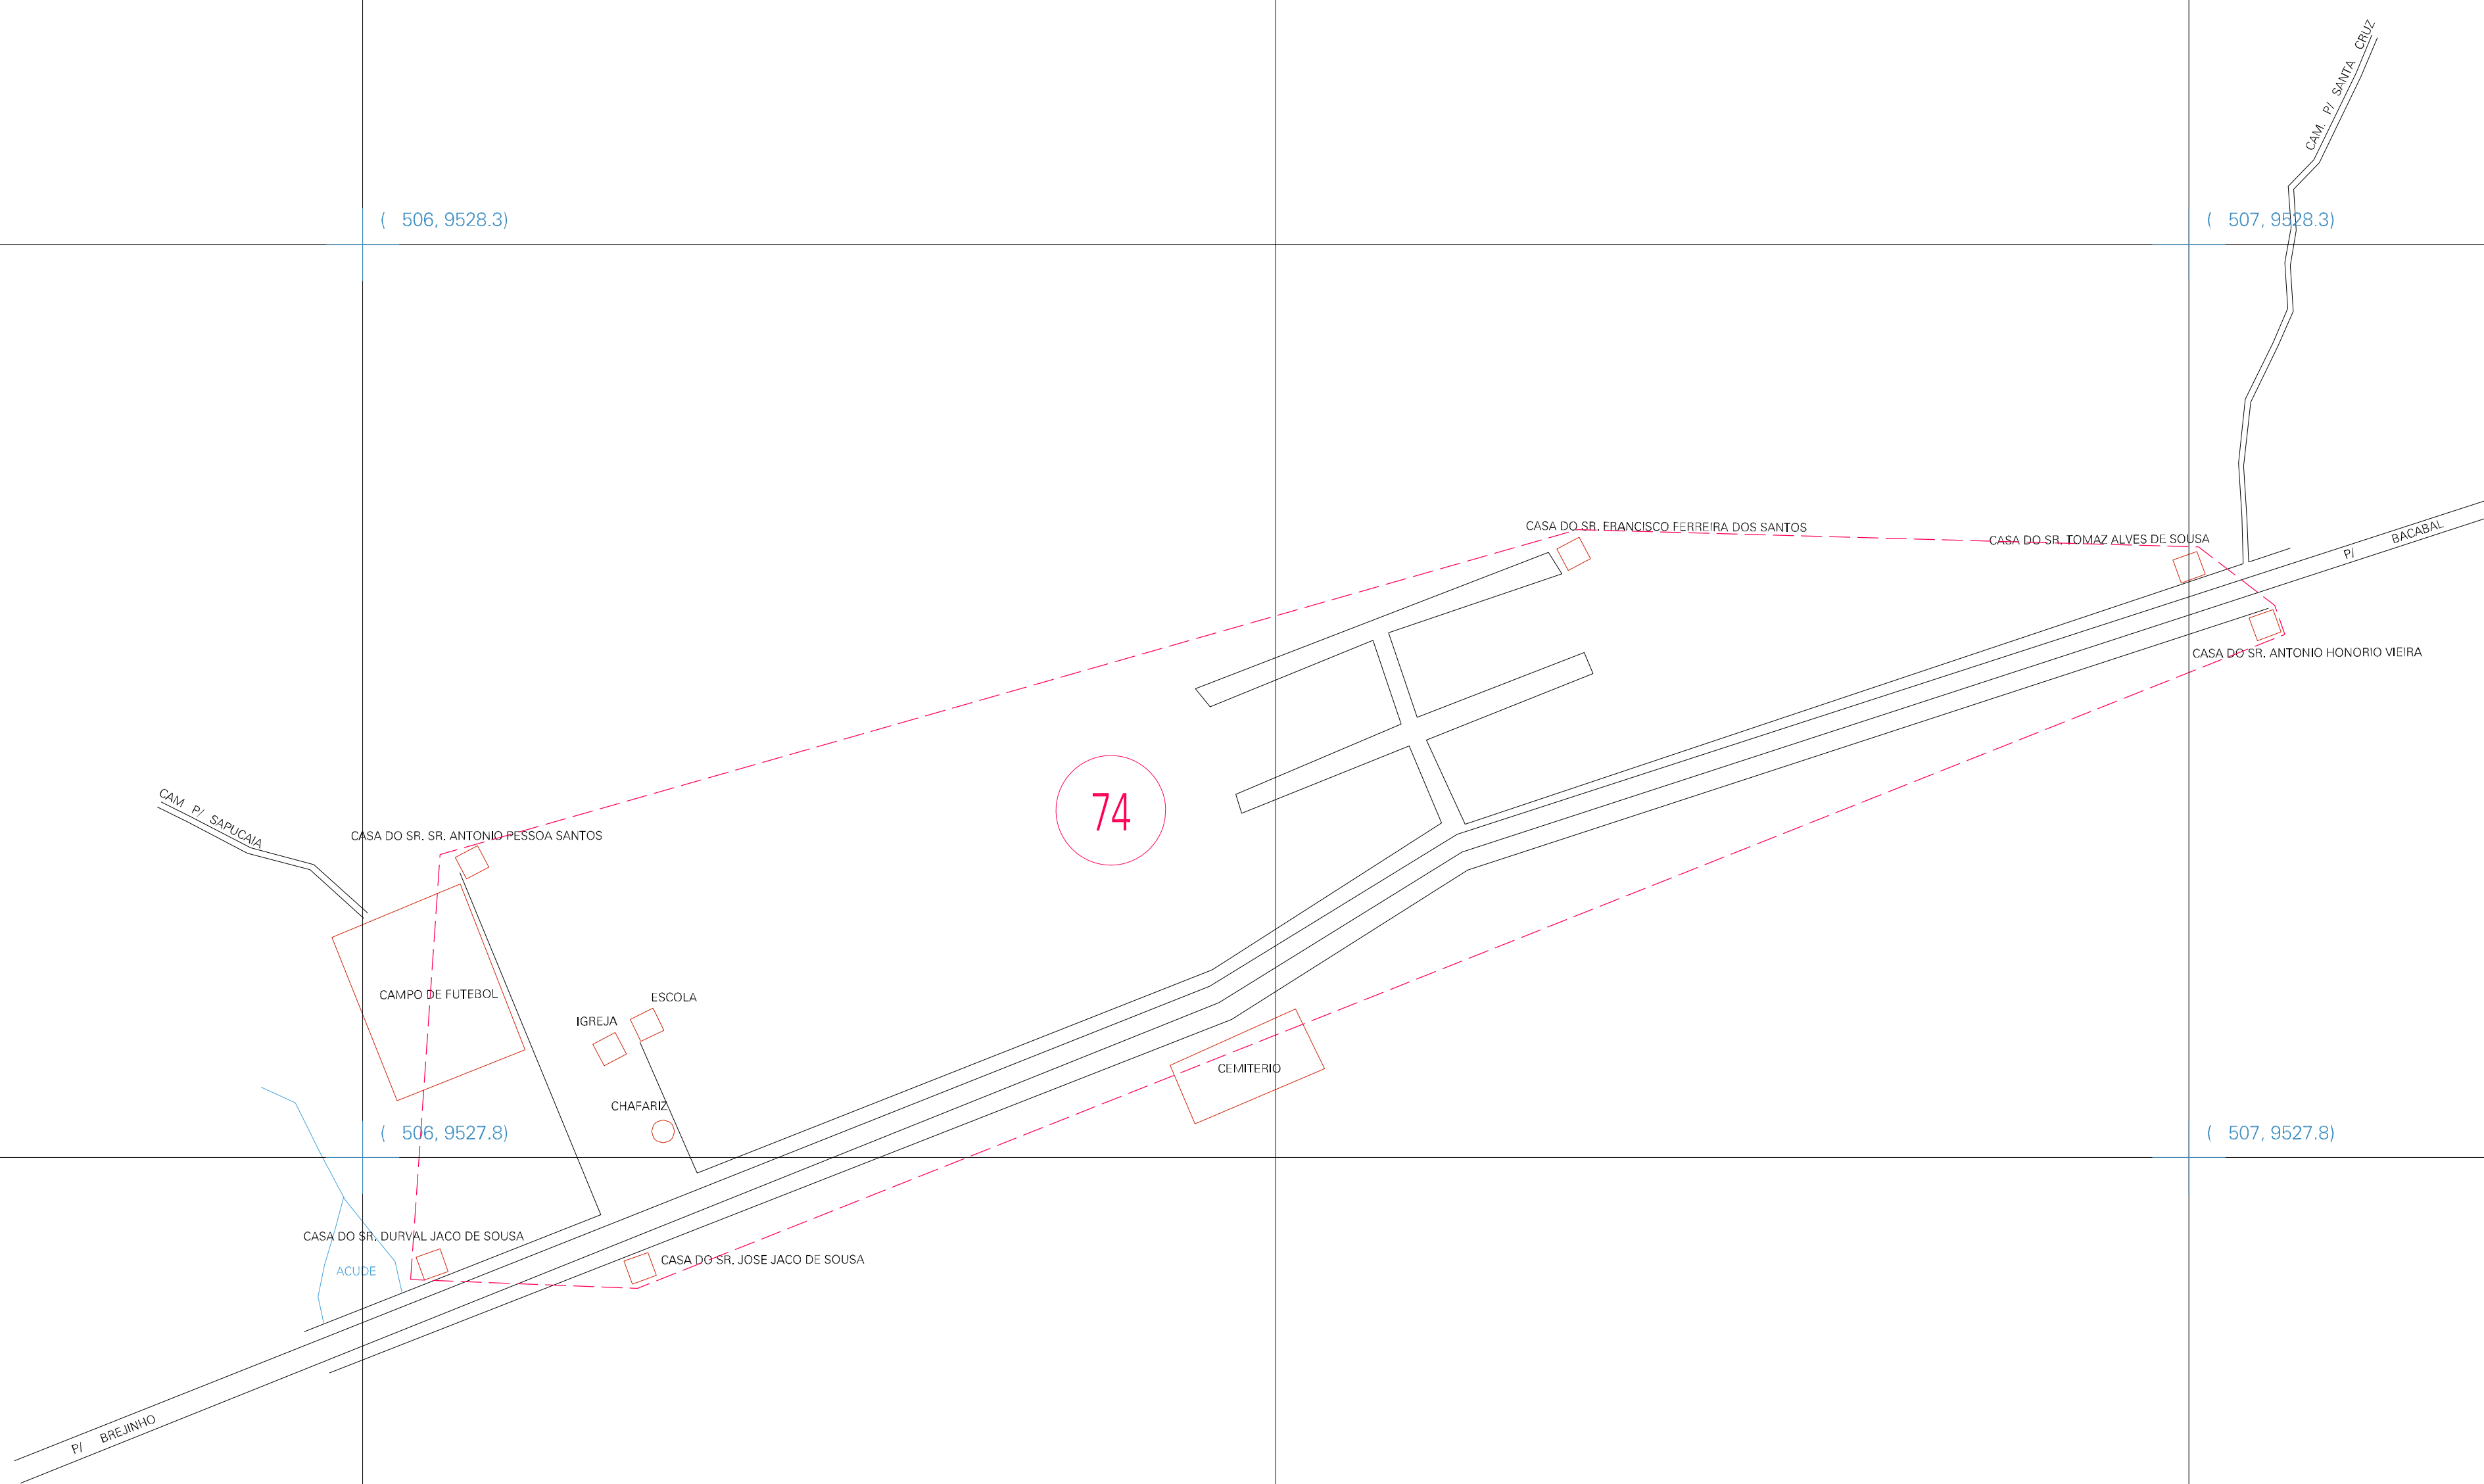 CAM. P/ SANTA CRUZ
( 506, 9528.3)
( 507, 9528.3)
CASA DO SR. FRANCISCO FERREIRA DOS SANTOS
CASA DO SR. TOMAZ ALVES DE SOUSA
P/ BACABAL
CASA DO SR. ANTONIO HONORIO VIEIRA
74
CAM P/ SAPUCAIA
CASA DO SR. SR. ANTONIO PESSOA SANTOS
CAMPO DE FUTEBOL
ESCOLA
IGREJA
CEMITERIO
CHAFARIZ
( 506, 9527.8)
( 507, 9527.8)
CASA DO SR. DURVAL JACO DE SOUSA
CASA DO SR. JOSE JACO DE SOUSA
ACUDE
P/ BREJINHO